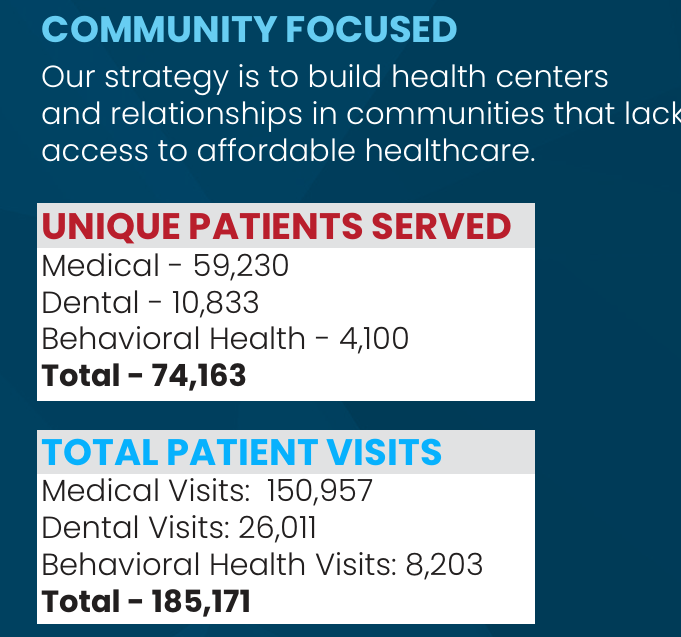 COMMUNITY FOCUSED
Our strategy is to build health centers
and relationships in communities that lack
access to affordable healthcare.
UNIQUE PATIENTS SERVED
Medical - 59,230
Dental - 10,833
Behavioral Health - 4,100
Total - 74,163
TOTAL PATIENT VISITS
Medical Visits:  150,957
Dental Visits: 26,011
Behavioral Health Visits: 8,203
Total - 185,171